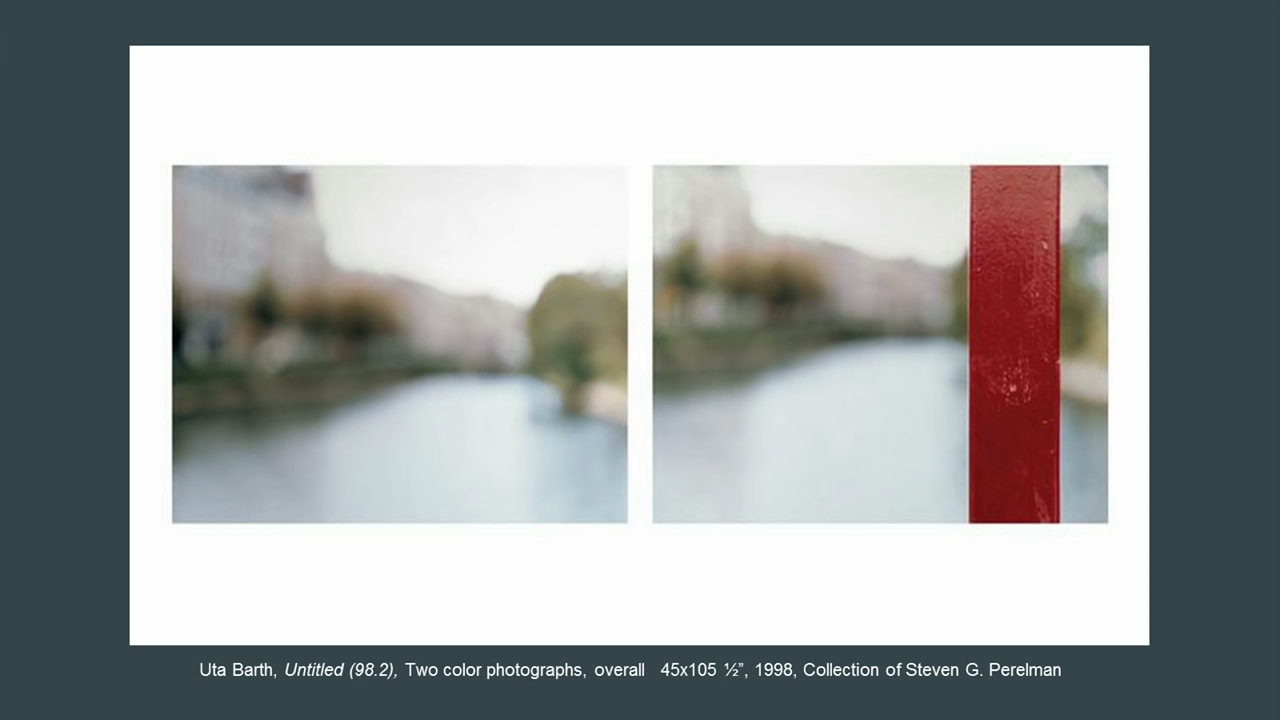 Uta Barth, Untitled (98.2), Two color photographs, overall 45x105 ½”, 1998, Collection of Steven G. Perelman